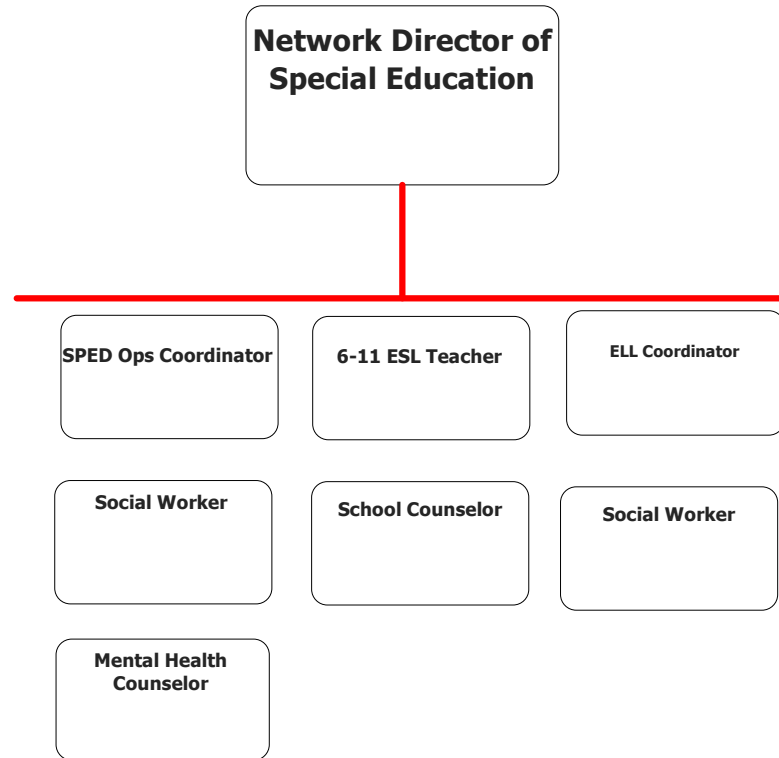 Network Director of
Special Education
SPED Ops Coordinator
6-11 ESL Teacher
ELL Coordinator
Social Worker
School Counselor
Social Worker
Mental Health
Counselor